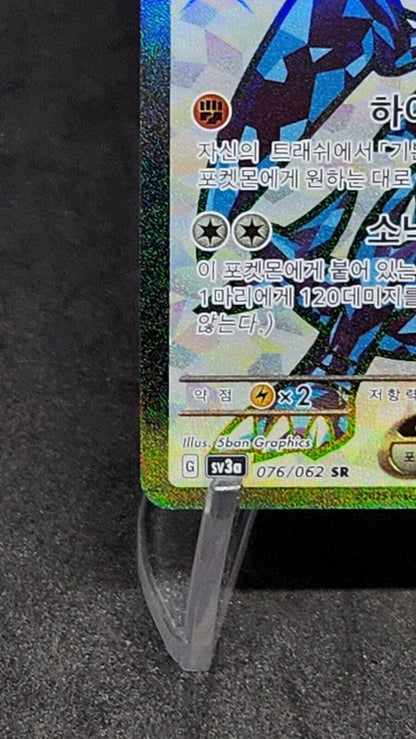 하이
자신의 트래쉬에서 「기본
포켓몬에게 원하는 대로
소닉
이 포켓몬에게 붙어 있는
1마리에게 120데미지를
않는다.)
약 점 ×2 저 항 력
Illus. 5ban Graphics
G sv3a 076/062 SR
포
©2023 Poké